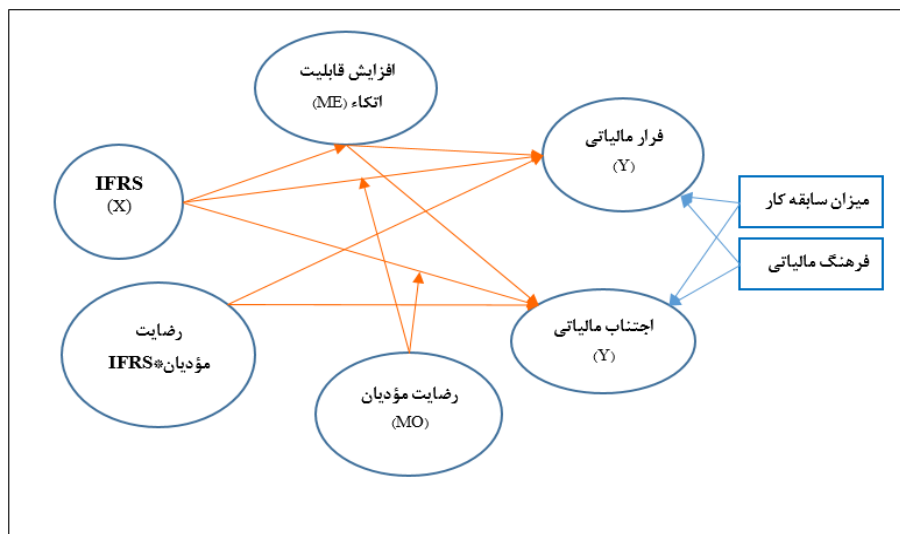 افزایش قابلیت
اتکاء (ME)
فرار مالیاتی
(Y)
IFRS
(X)
میزان سابقه کار
فرهنگ مالیاتی
رضایت
مؤدیان*IFRS
اجتناب مالیاتی
(Y)
رضایت مؤدیان
(MO)